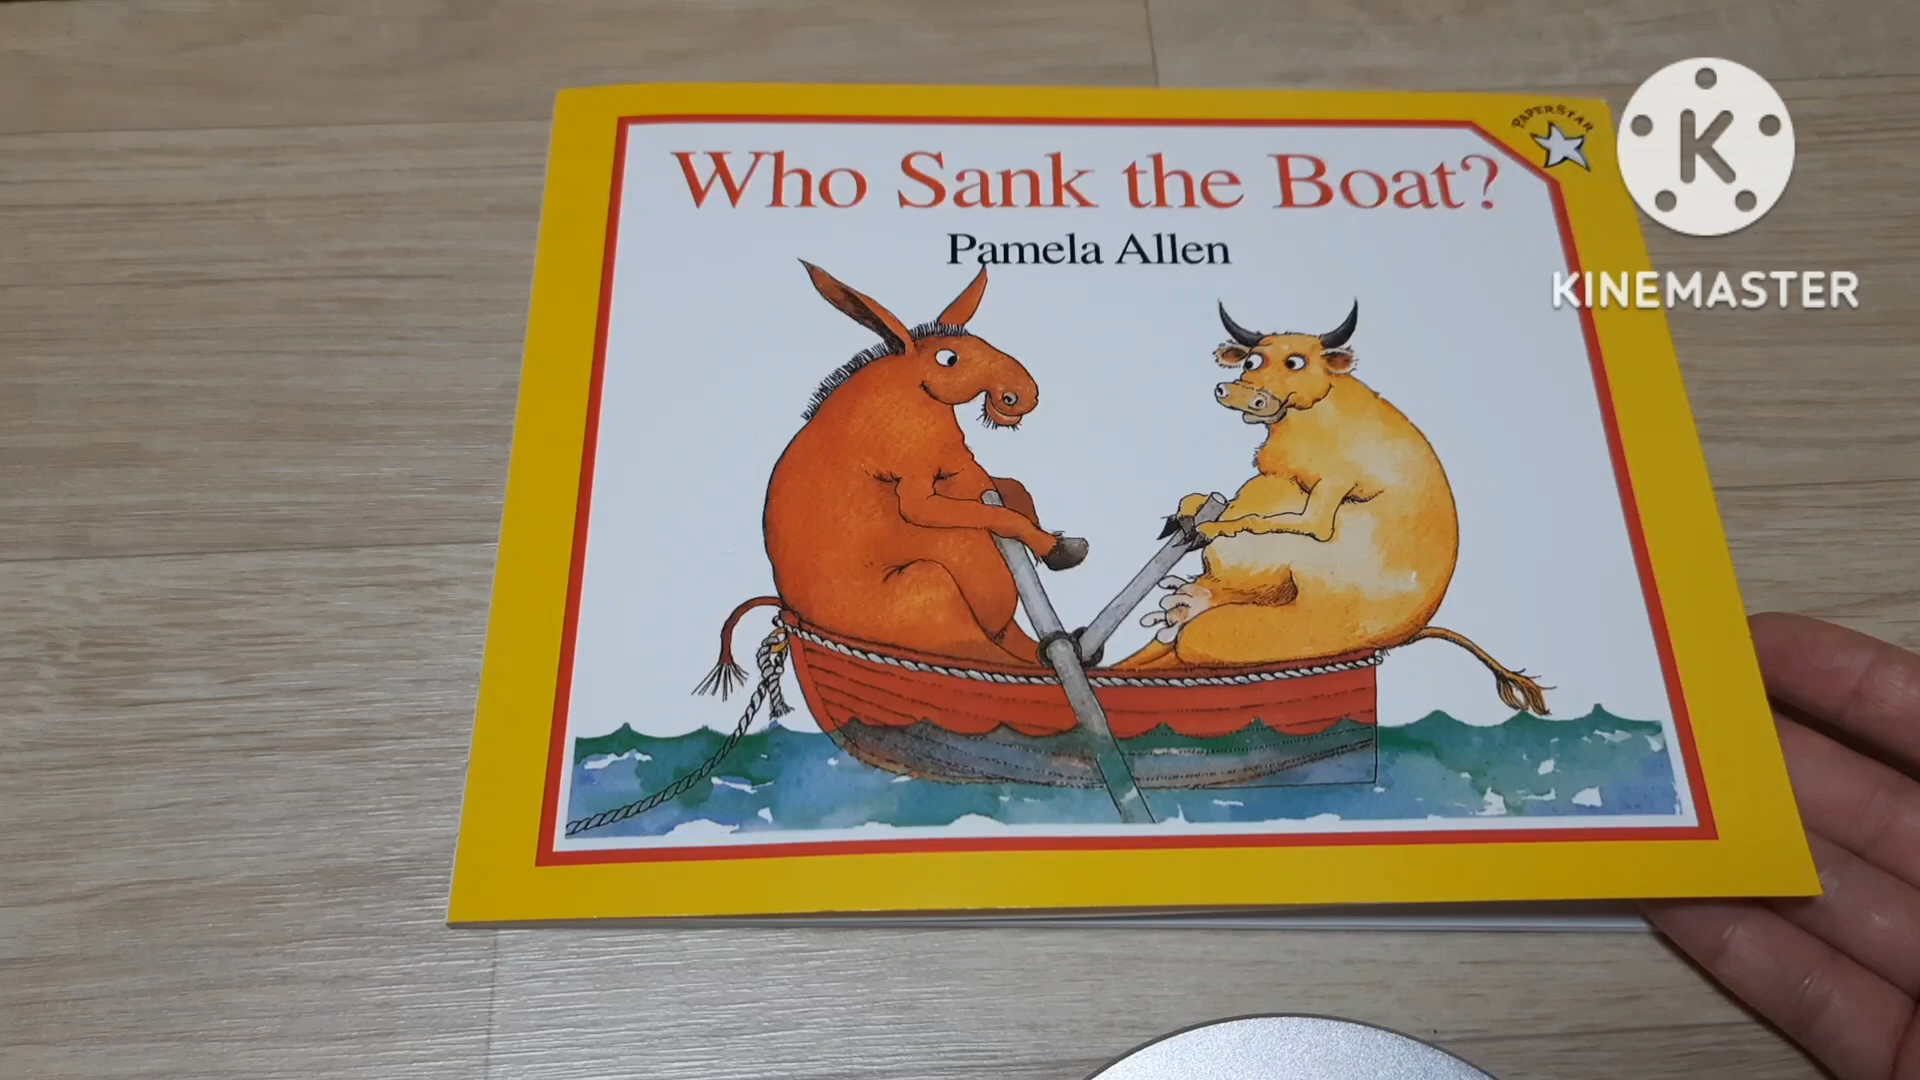 PAPERSTAR
Who Sank the Boat?
Pamela Allen
K
KINEMASTER